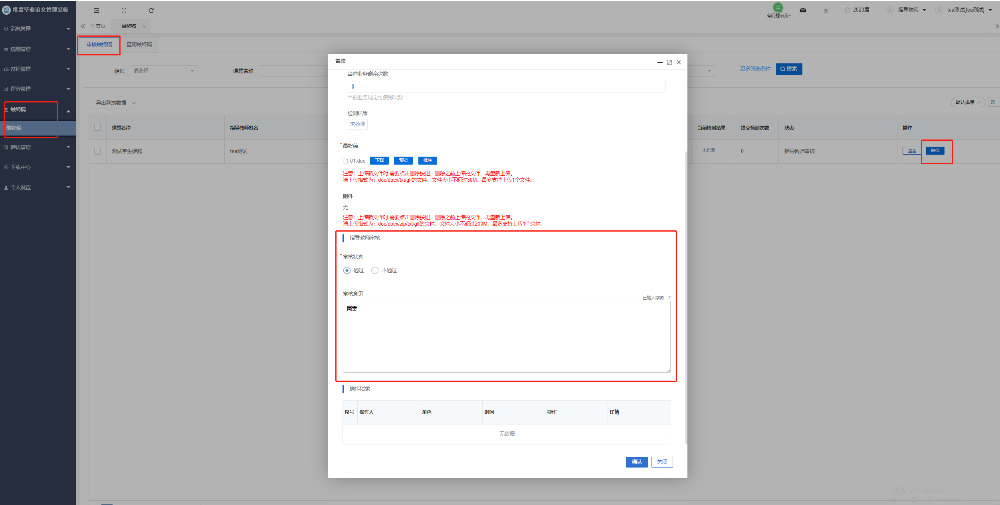 维普毕业论文管理系统
有问题点我~
2023届
指导教师
tea测试[tea测试]
消息管理
选题管理
过程管理
评分管理
最终稿
最终稿
推优管理
下载中心
个人设置
首页
最终稿
审核最终稿
查询最终稿
组织
请选择
课题名称
更多筛选条件
搜索
导出列表数据
默认排序
课题名称
指导教师姓名
当前检测结果
提交检测次数
状态
操作
测试学生课题
tea测试
未检测
0
指导教师审核
查看
审核
审核
当前业务剩余次数
0
当前业务规定可使用次数
检测结果
未检测
*最终稿
01.doc
下载
预览
批注
注意：上传新文件时,需要点击删除按钮，删除之前上传的文件，再重新上传。
请上传格式为：doc/docx/txt/gif的文件。文件大小不超过30M。最多支持上传1个文件。
附件
无
注意：上传新文件时,需要点击删除按钮，删除之前上传的文件，再重新上传。
请上传格式为：doc/docx/zip/txt/gif的文件。文件大小不超过200M。最多支持上传1个文件。
指导教师审核
*审核状态
通过
不通过
审核意见
已输入字数：2
同意
操作记录
序号
操作人
角色
时间
操作
详情
无数据
确认
关闭
激活 Windows